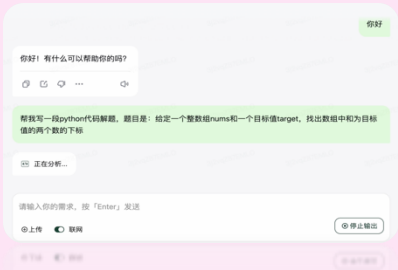 你好
你好！有什么可以帮助你的吗？
帮我写一段python代码解题，题目是：给定一个整数组nums和一个目标值target，找出数组中和为目标
值的两个数的下标
正在分析...
请输入你的需求，按「Enter」发送
上传 联网 停止输出